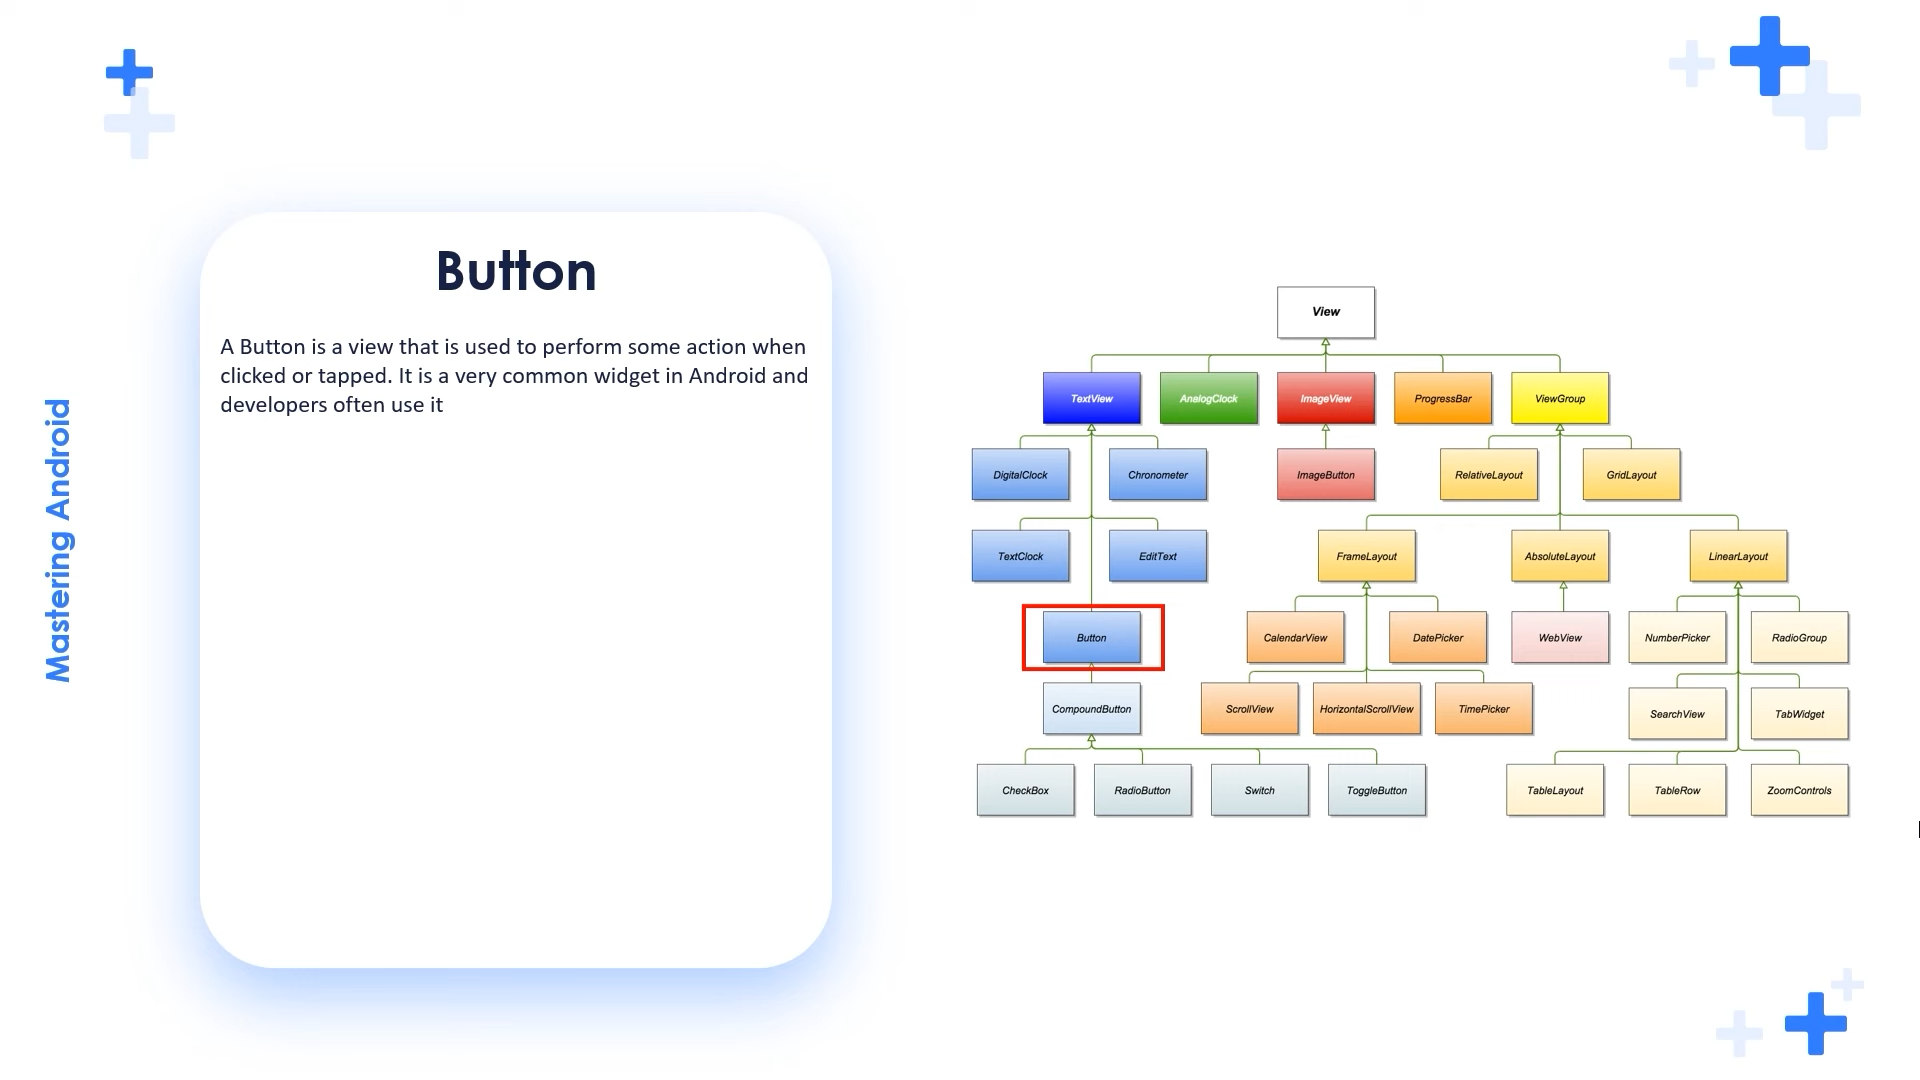 Mastering Android
Button
A Button is a view that is used to perform some action when
clicked or tapped. It is a very common widget in Android and
developers often use it
View
TextView
AnalogClock
ImageView
ProgressBar
ViewGroup
DigitalClock
Chronometer
ImageButton
RelativeLayout
GridLayout
TextClock
EditText
FrameLayout
AbsoluteLayout
LinearLayout
Button
CalendarView
DatePicker
WebView
NumberPicker
RadioGroup
CompoundButton
ScrollView
HorizontalScrollView
TimePicker
SearchView
TabWidget
CheckBox
RadioButton
Switch
ToggleButton
TableLayout
TableRow
ZoomControls